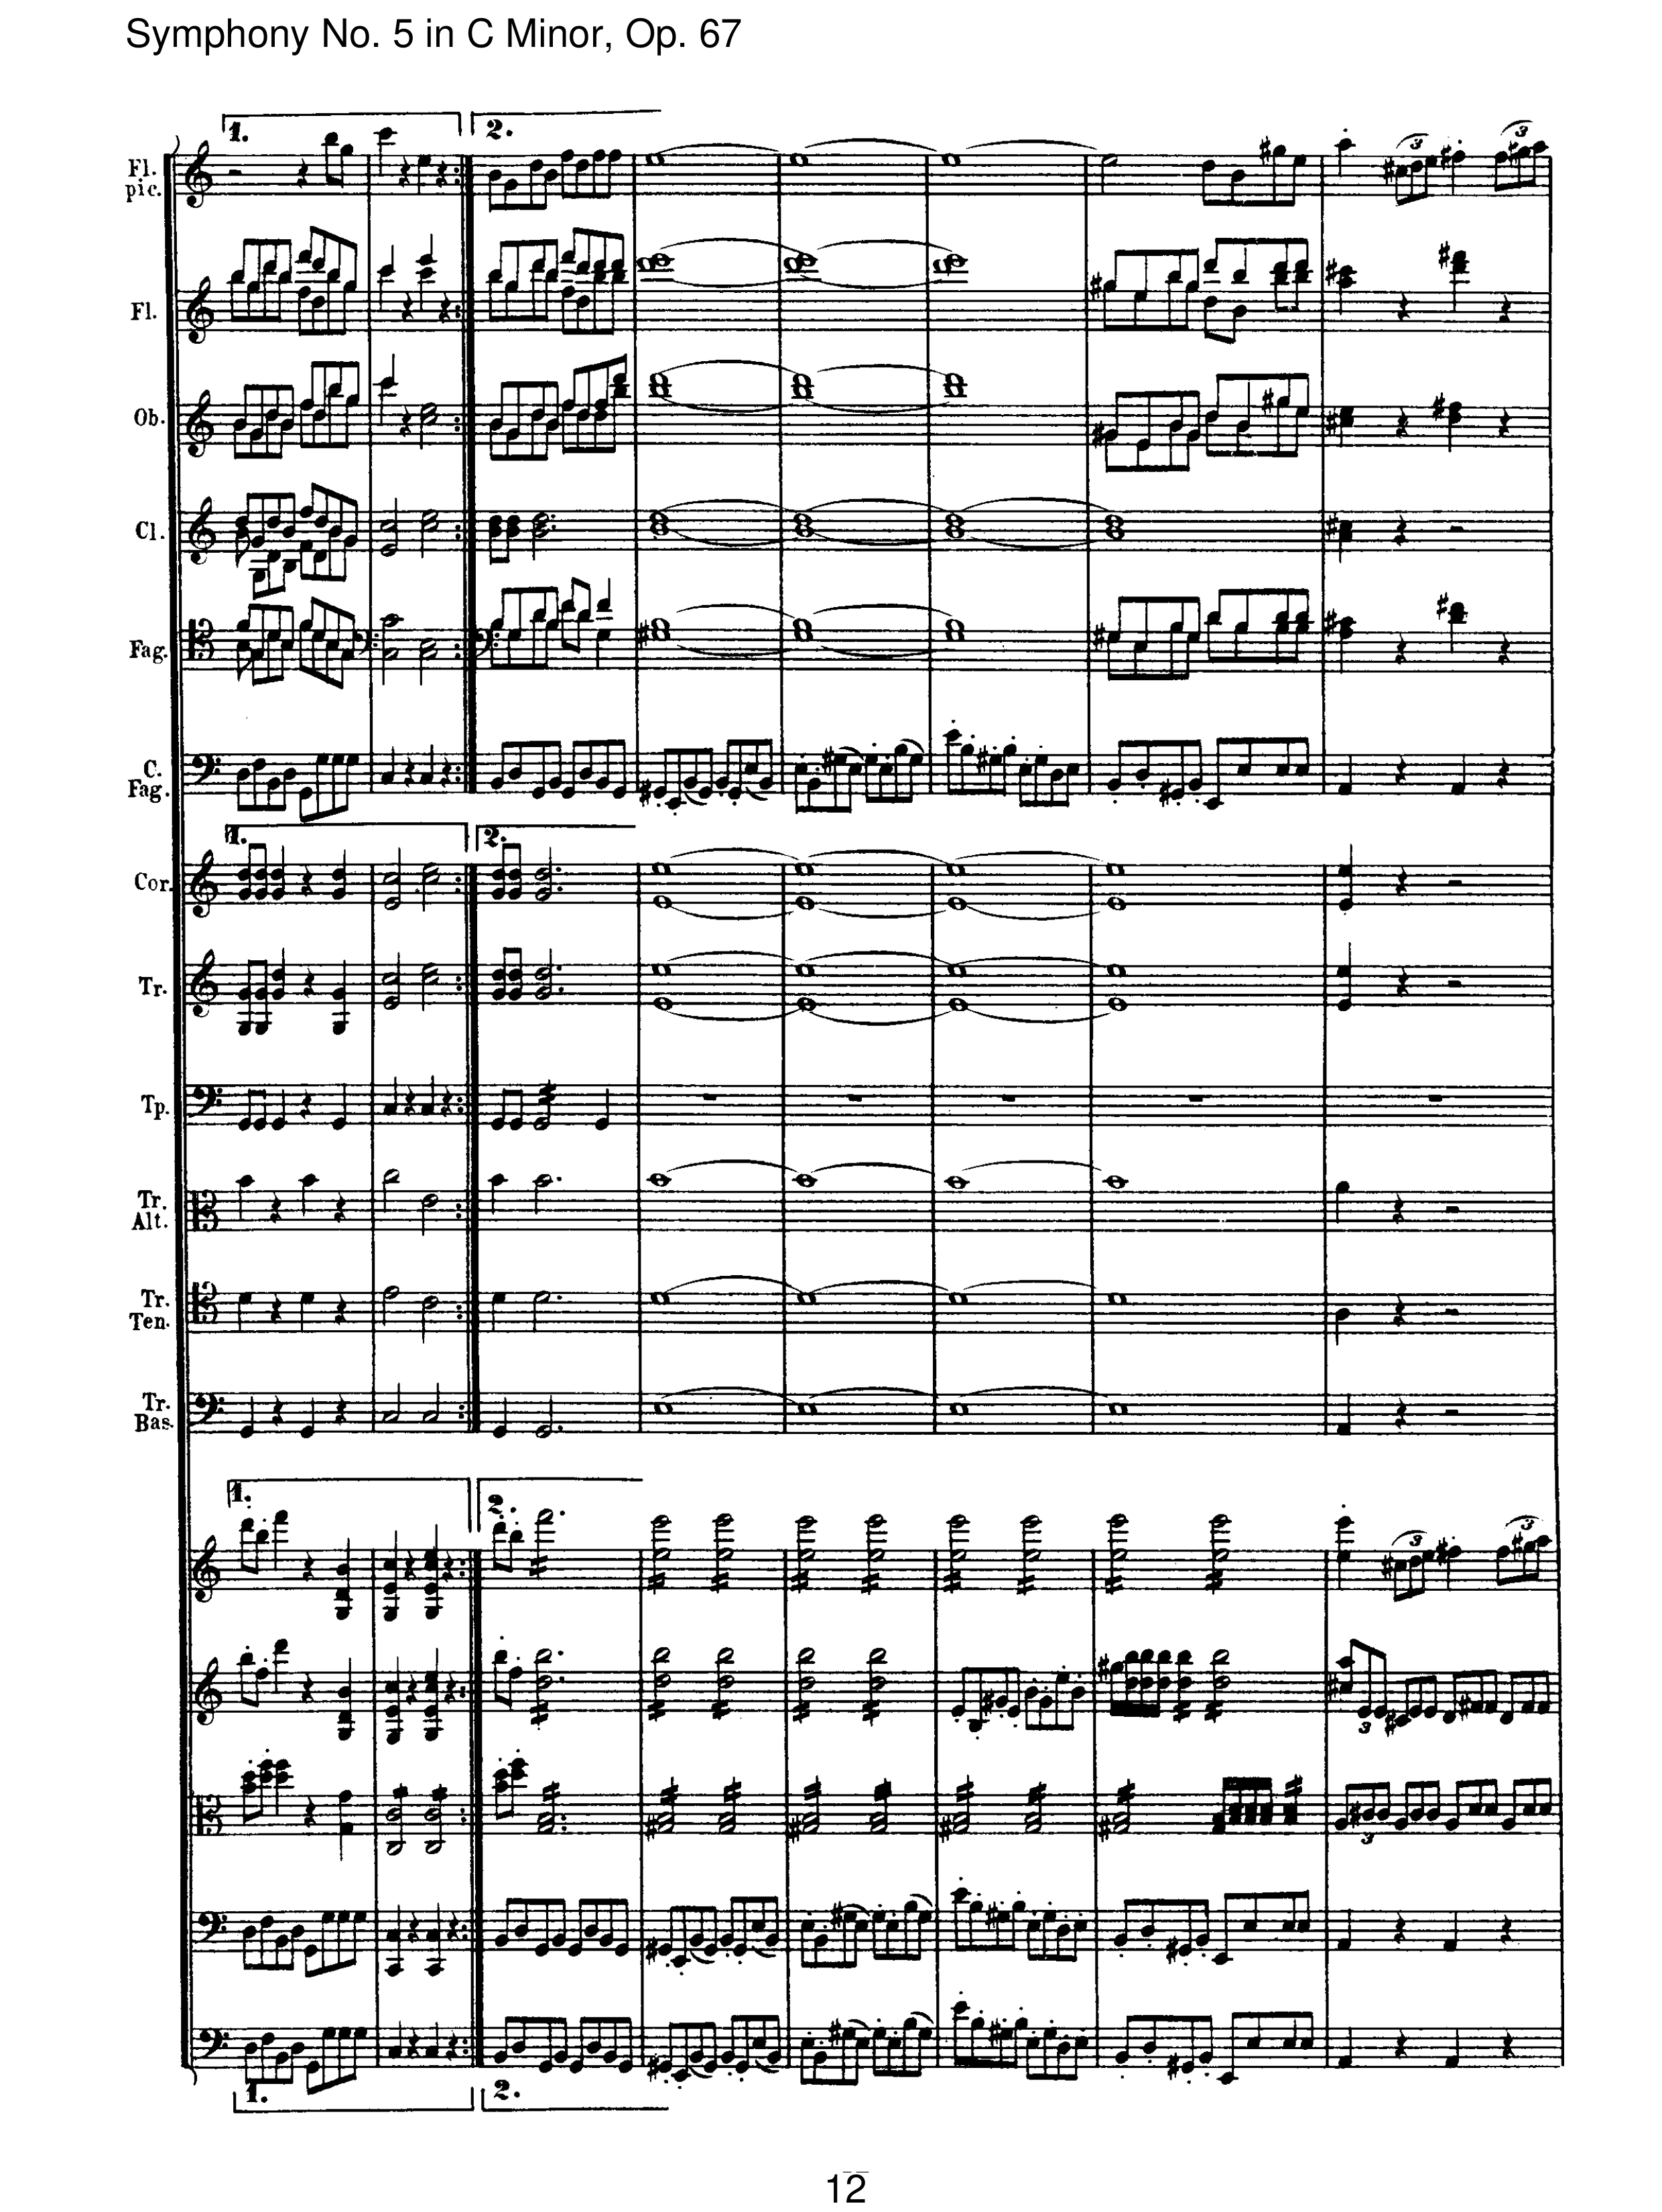 Symphony No. 5 in C Minor, Op. 67
1. 2.
Fl.
pic.
3 3
Fl.
Ob.
Cl.
Fag.
C.
Fag.
1. 2.
Cor.
Tr.
Tp.
Tr.
Alt.
Tr.
Ten.
Tr.
Bas.
1. 2.
3 3
3
3
1. 2.
12